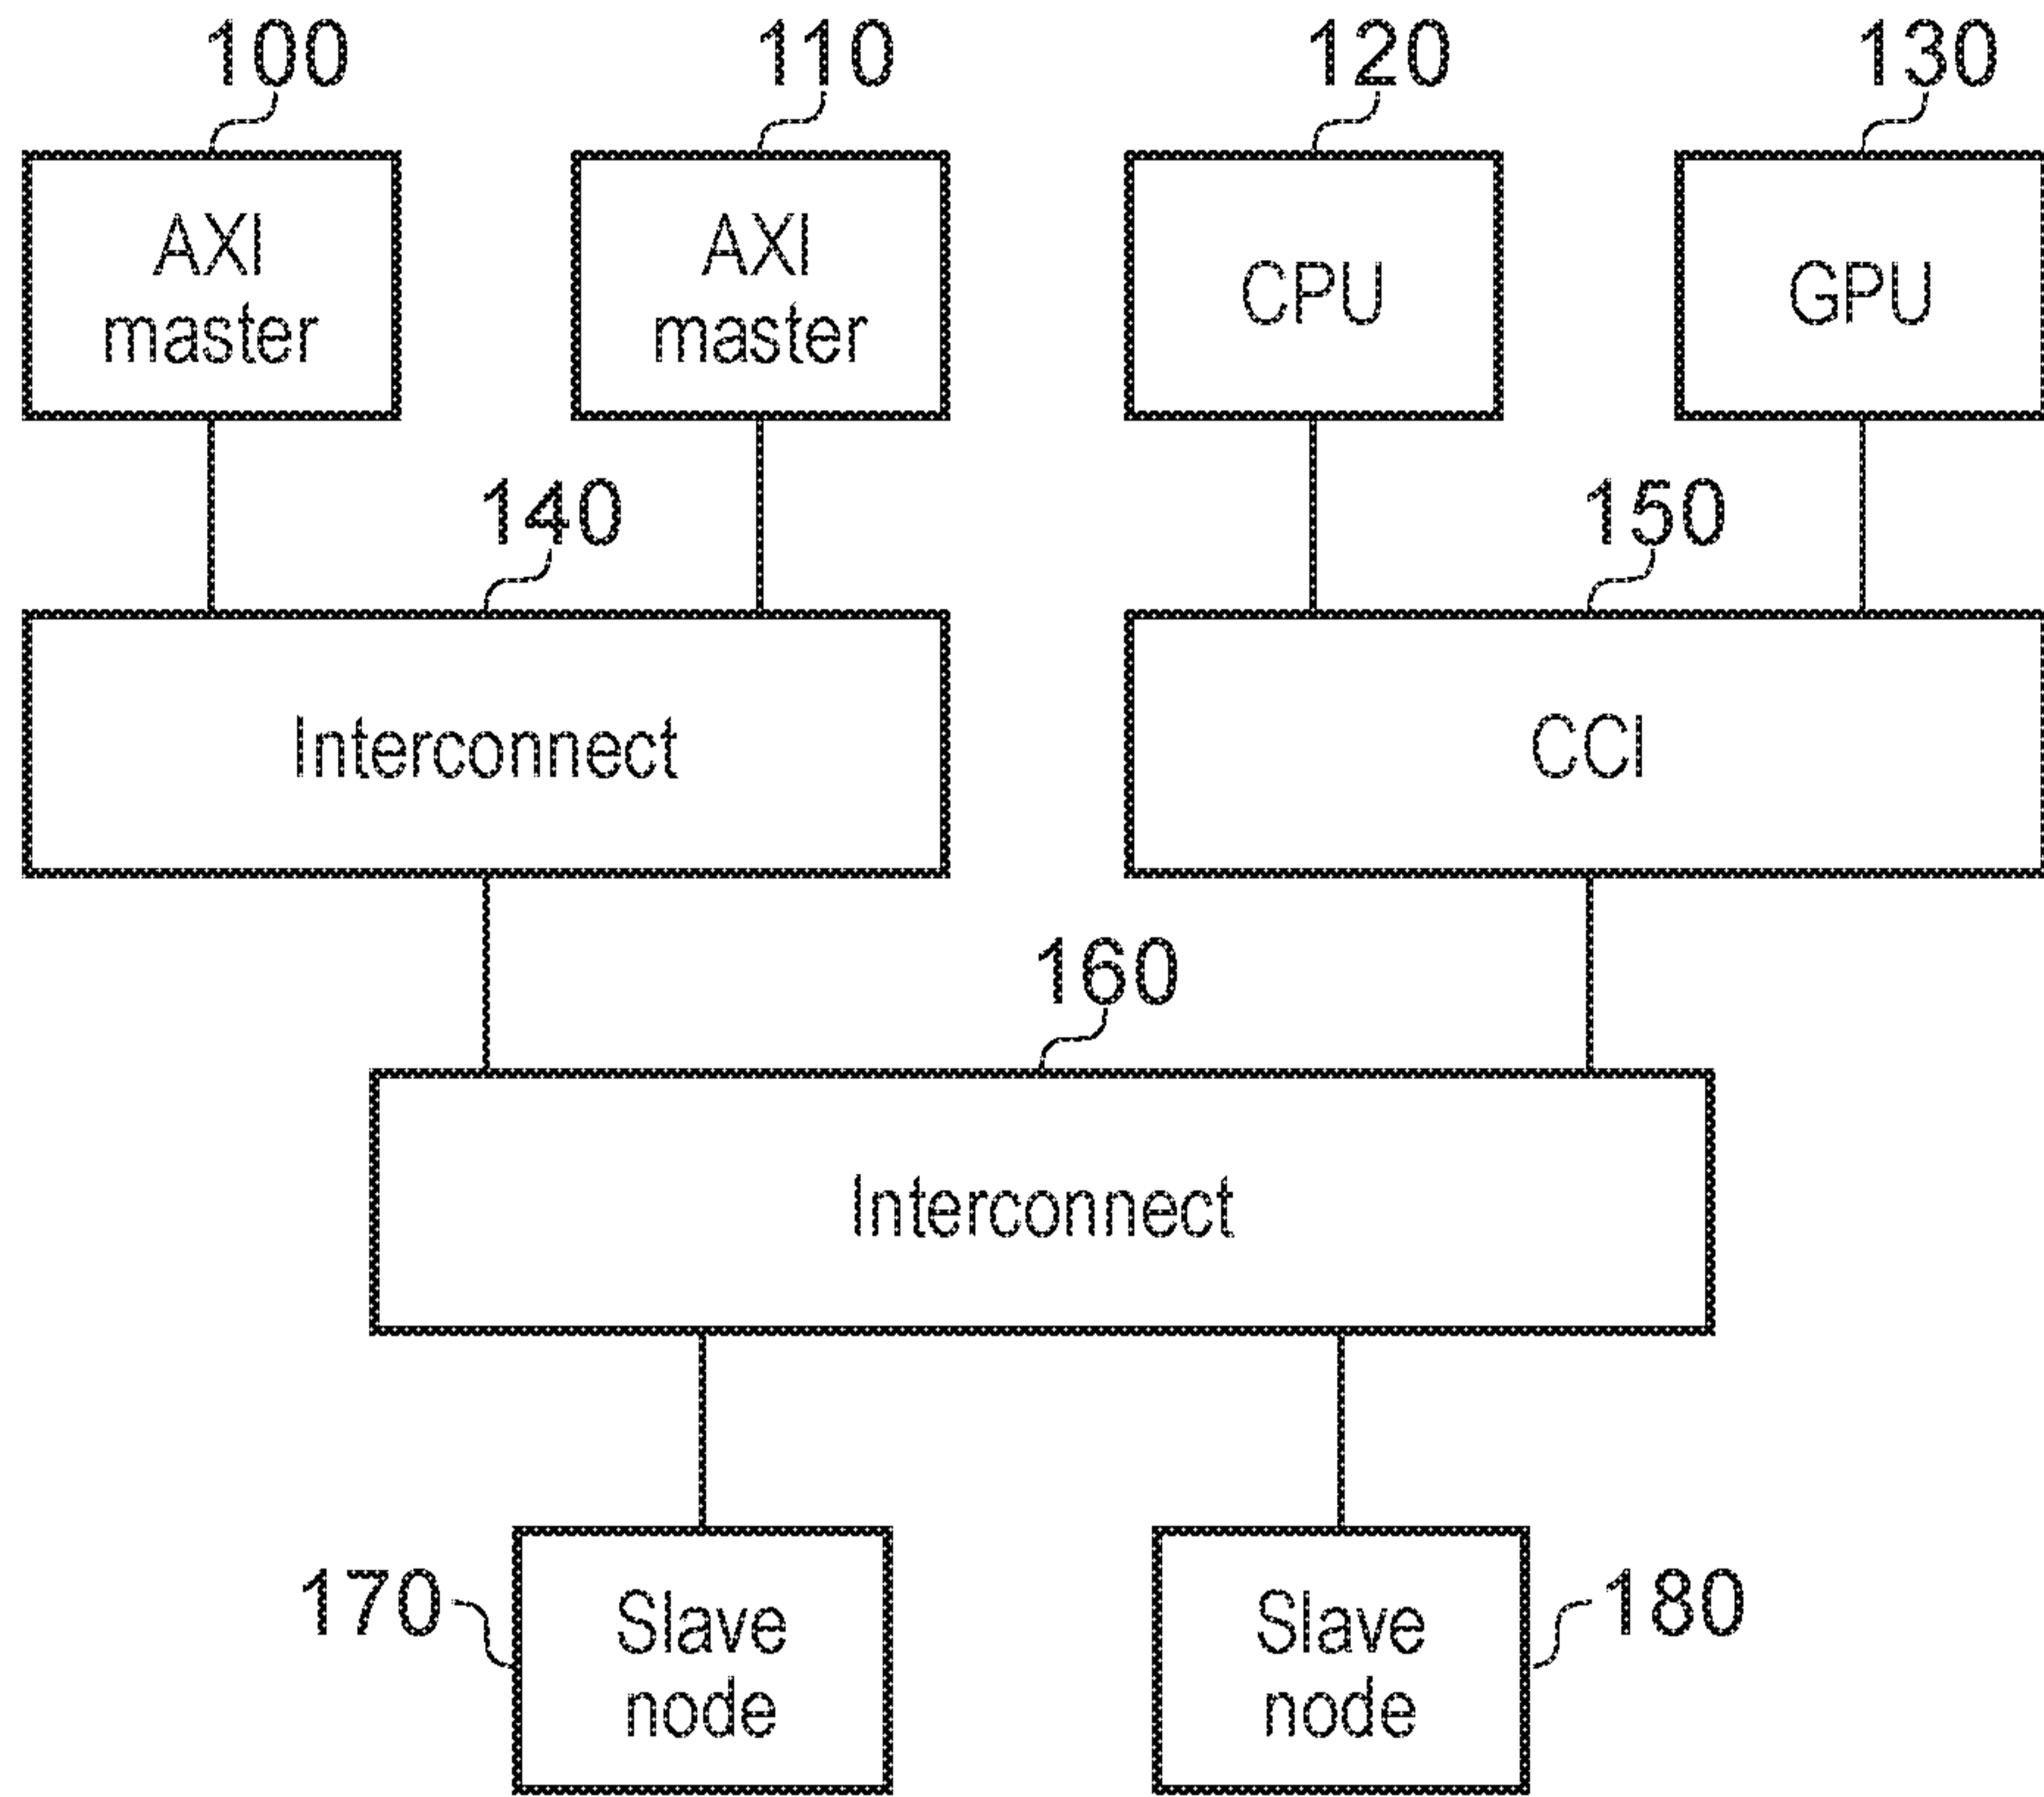 100
110
120
130
AXI
master
AXI
master
CPU
GPU
140
150
Interconnect
CCI
160
Interconnect
170
Slave
node
Slave
node
180